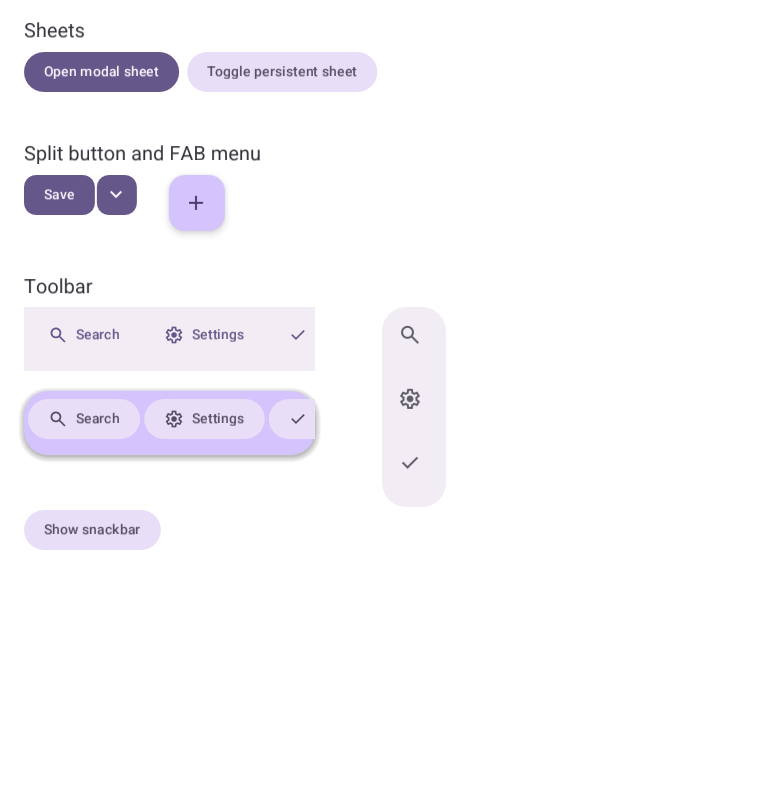 Sheets
Open modal sheet Toggle persistent sheet
Split button and FAB menu
Save
Toolbar
Search Settings
Search Settings
Show snackbar